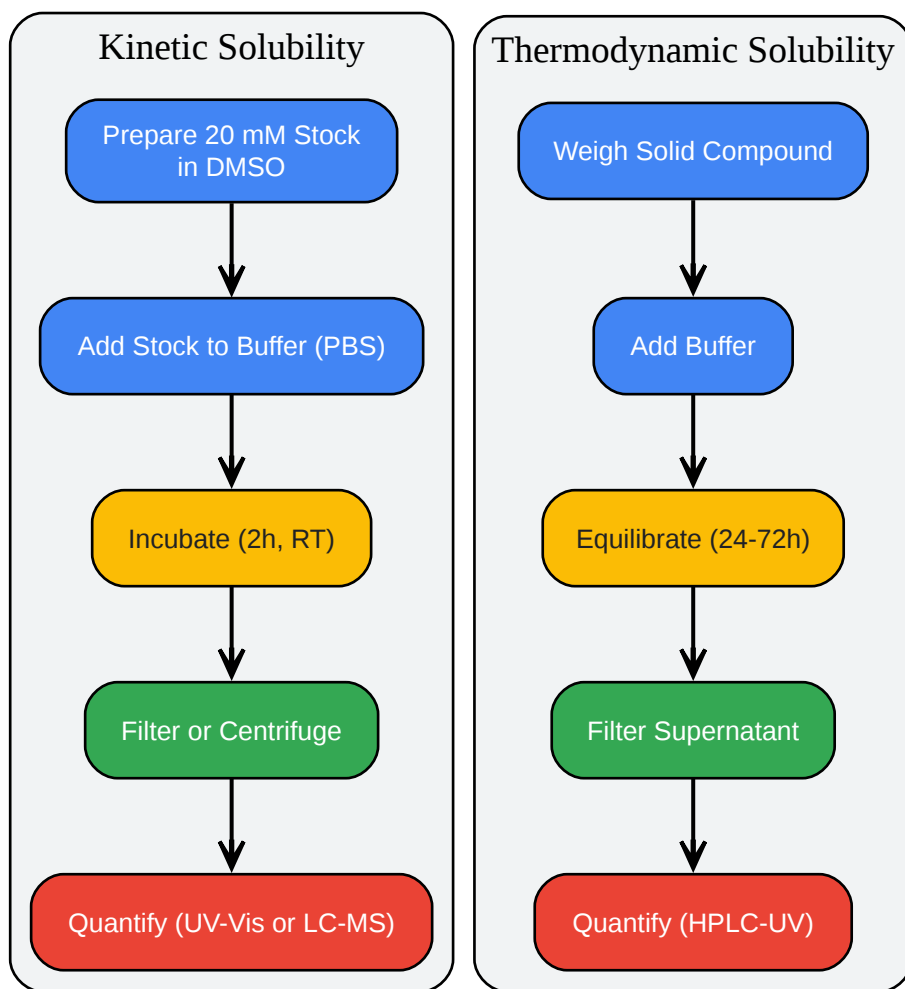 Kinetic Solubility
Prepare 20 mM Stock
in DMSO
Add Stock to Buffer (PBS)
Incubate (2h, RT)
Filter or Centrifuge
Quantify (UV-Vis or LC-MS)
Thermodynamic Solubility
Weigh Solid Compound
Add Buffer
Equilibrate (24-72h)
Filter Supernatant
Quantify (HPLC-UV)